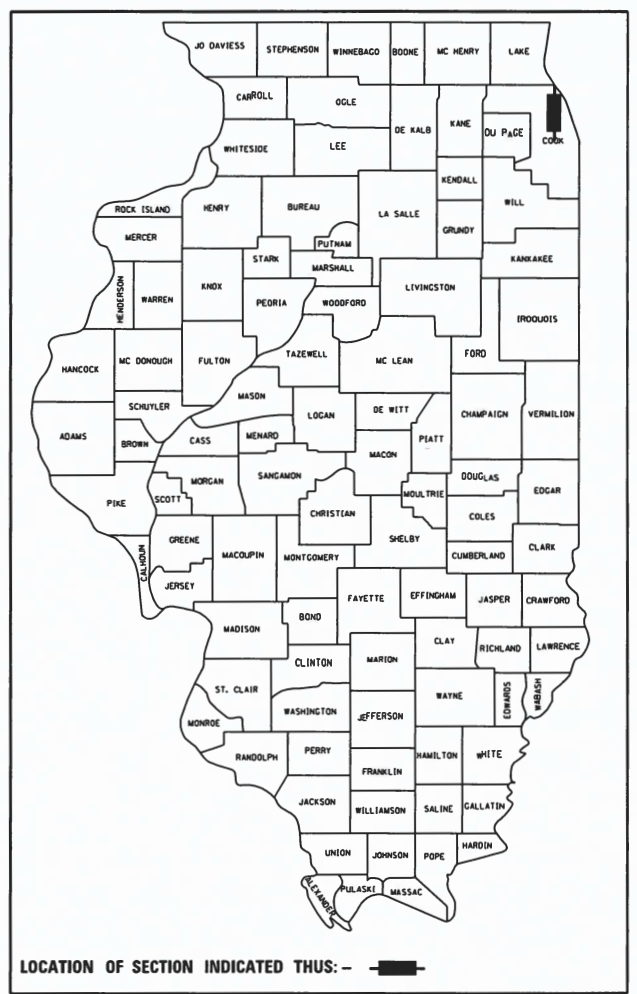 JO DAVIESS STEPHENSON WINNEBAGO BOONE MC HENRY LAKE
CARROLL OGLE DE KALB KANE DU PAGE COOK
WHITESIDE LEE
KENDALL
ROCK ISLAND HENRY BUREAU LA SALLE WILL
MERCER PUTNAM GRUNDY
STARK MARSHALL KANKAKEE
HENDERSON WARREN KNOX PEORIA WOODFORD LIVINGSTON IROQUOIS
HANCOCK MC DONOUGH FULTON TAZEWELL MC LEAN FORD
MASON
SCHUYLER LOGAN DE WITT CHAMPAIGN VERMILION
ADAMS BROWN CASS MENARD PIATT
MACON
PIKE SCOTT MORGAN SANGAMON MOULTRIE DOUGLAS EDGAR
CHRISTIAN COLES
CALHOUN GREENE MACOUPIN MONTGOMERY SHELBY CUMBERLAND CLARK
JERSEY
FAYETTE EFFINGHAM JASPER CRAWFORD
MADISON BOND
CLAY RICHLAND LAWRENCE
CLINTON MARION
ST. CLAIR WAYNE EDWARDS WABASH
MONROE WASHINGTON JEFFERSON
RANDOLPH PERRY HAMILTON WHITE
FRANKLIN
JACKSON WILLIAMSON SALINE GALLATIN
UNION JOHNSON POPE HARDIN
ALEXANDER PULASKI MASSAC
LOCATION OF SECTION INDICATED THUS: –